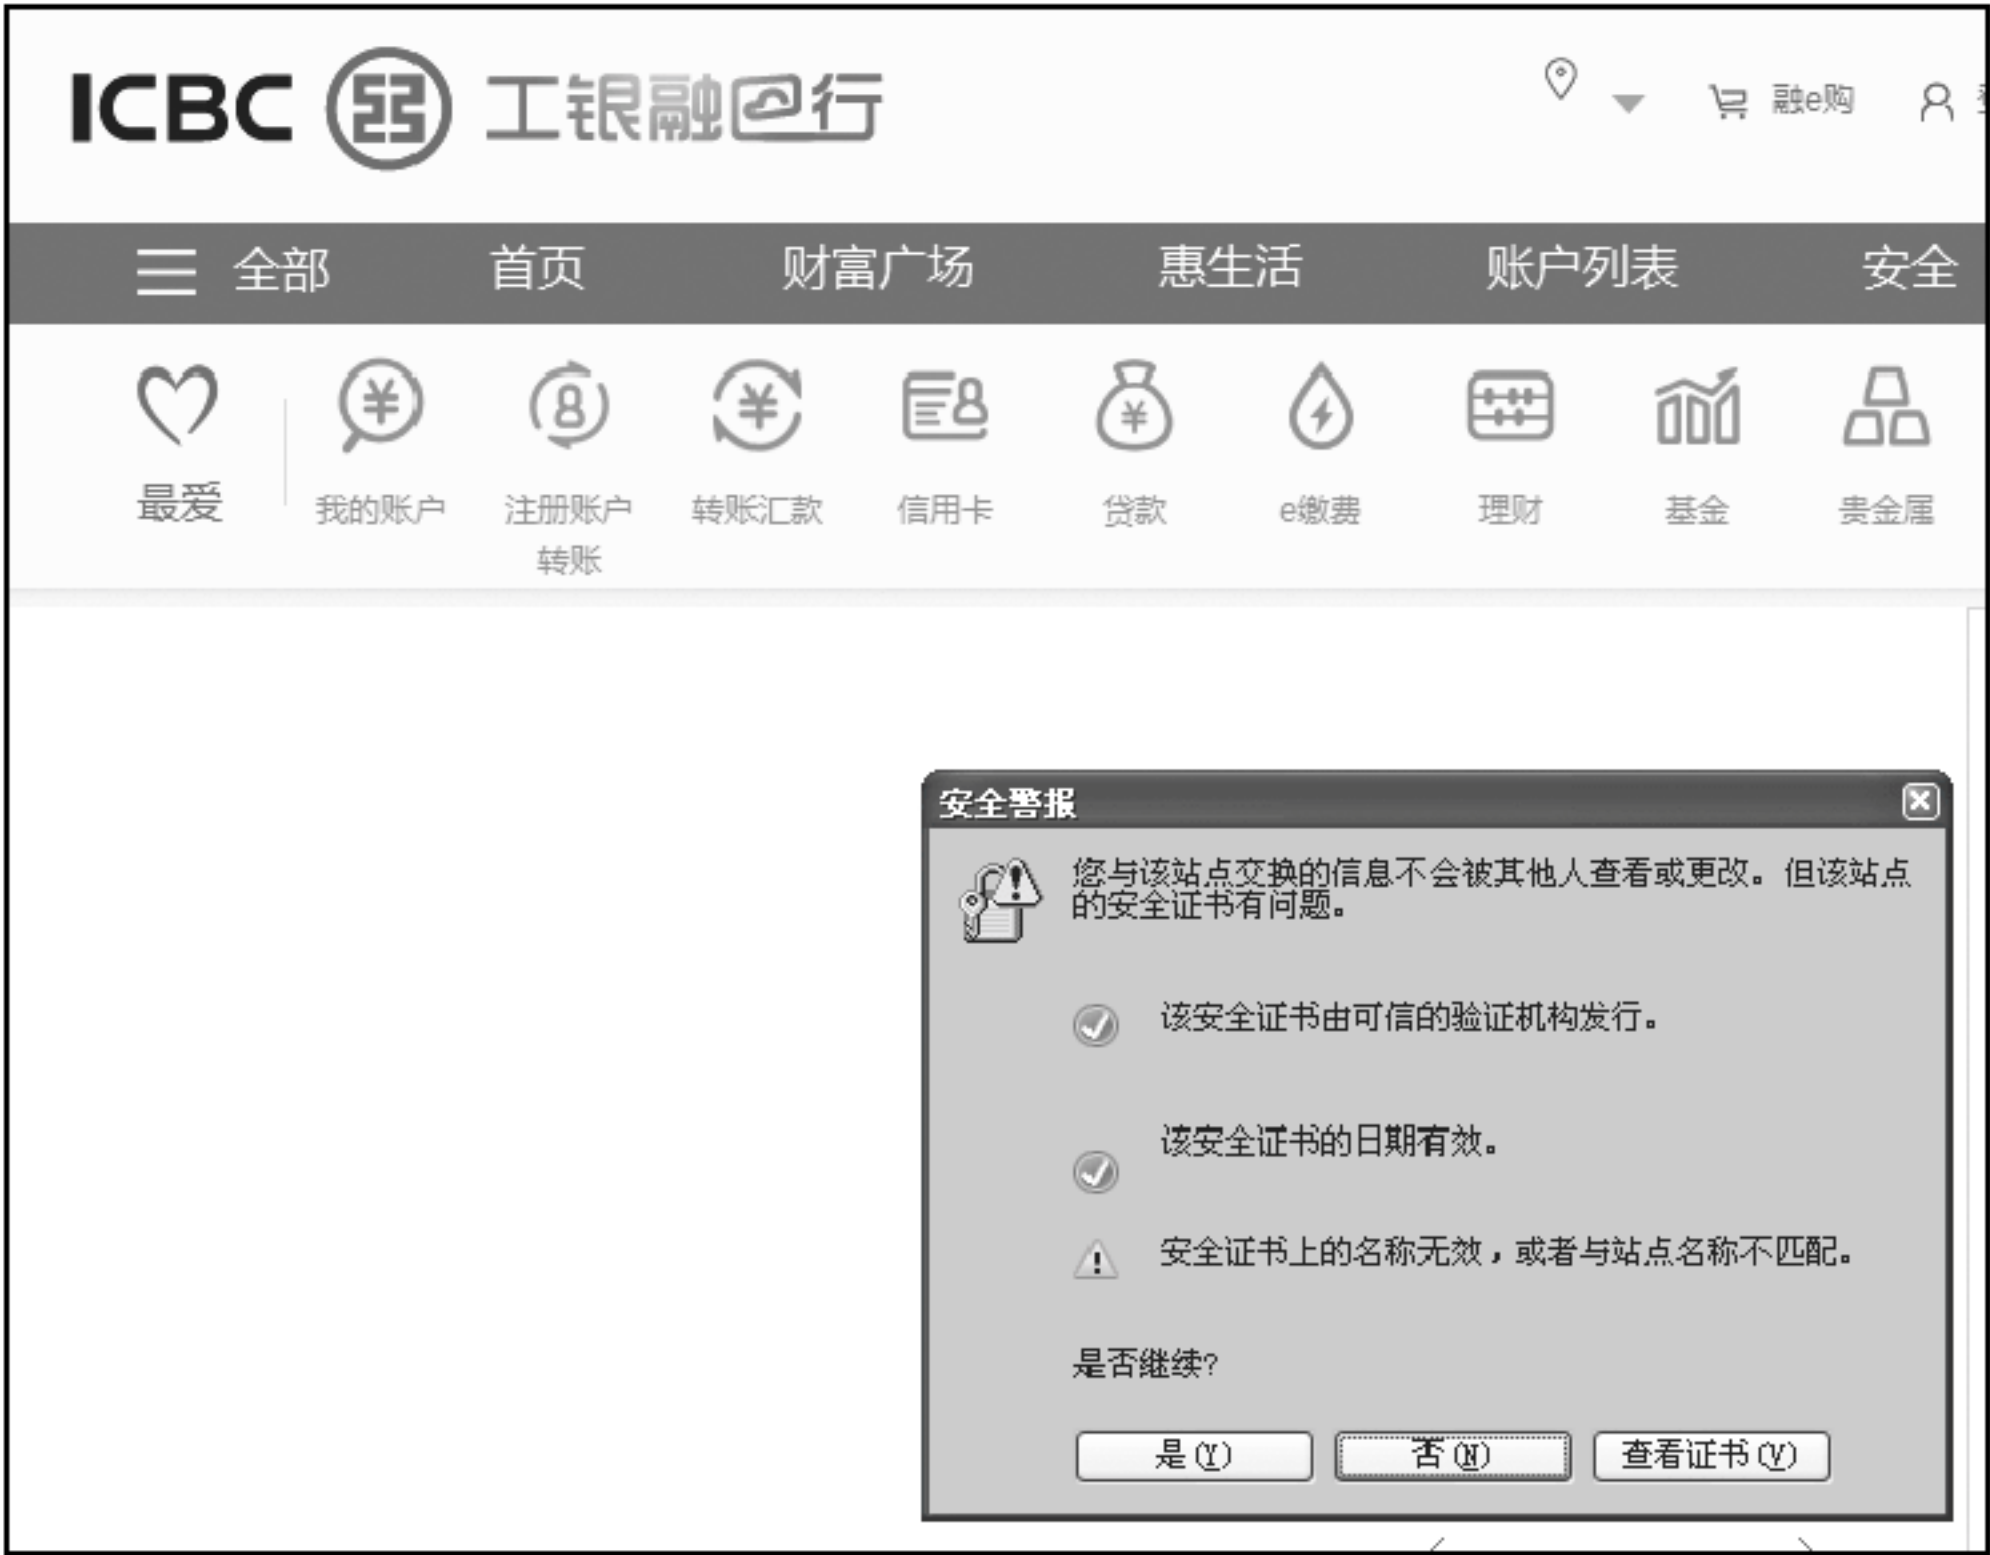 ICBC 工银融e行
融e购
全部 首页 财富广场 惠生活 账户列表 安全
最爱 我的账户 注册账户 转账汇款 信用卡 贷款 e缴费 理财 基金 贵金属
转账
安全警报
您与该站点交换的信息不会被其他人查看或更改。但该站点
的安全证书有问题。
该安全证书由可信的验证机构发行。
该安全证书的日期有效。
安全证书上的名称无效，或者与站点名称不匹配。
是否继续?
是(Y) 否(N) 查看证书(V)